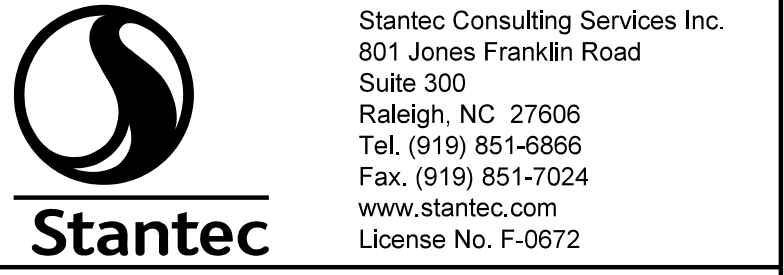 Stantec
Stantec Consulting Services Inc.
801 Jones Franklin Road
Suite 300
Raleigh, NC  27606
Tel. (919) 851-6866
Fax. (919) 851-7024
www.stantec.com
License No. F-0672